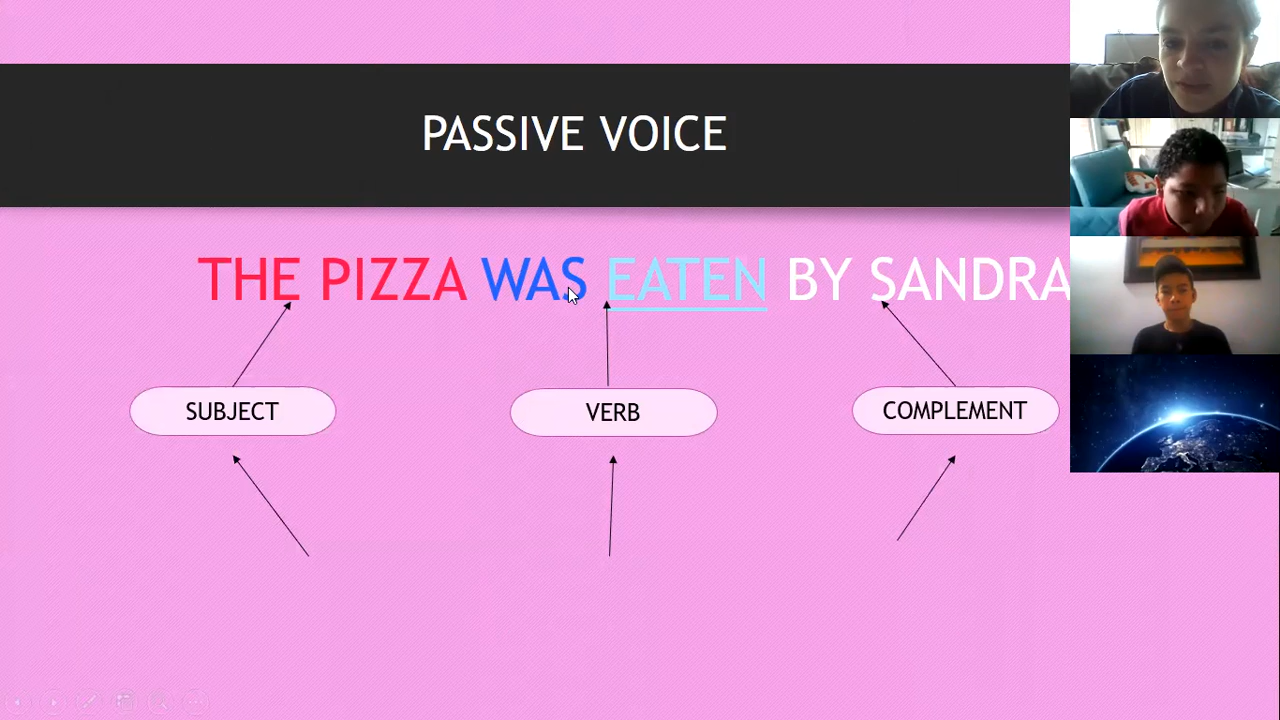 PASSIVE VOICE
THE PIZZA WAS EATEN BY SANDRA
SUBJECT
VERB
COMPLEMENT